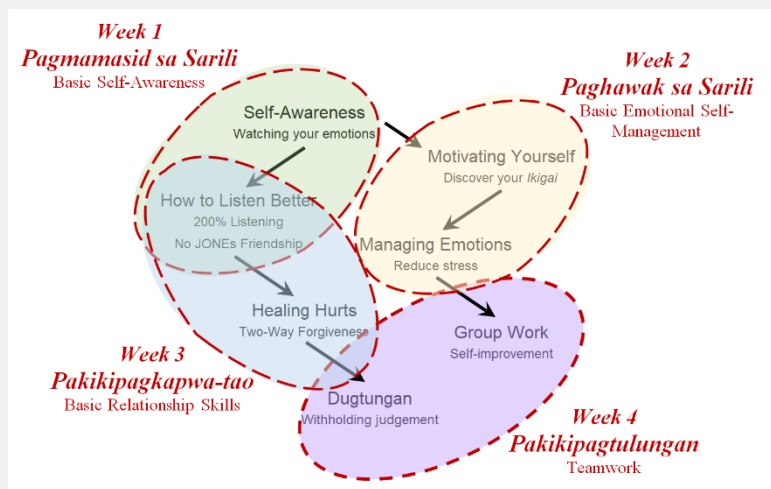 Week 1
Pagmamasid sa Sarili
Basic Self-Awareness
Week 2
Paghawak sa Sarili
Basic Emotional Self-
Management
Self-Awareness
Watching your emotions
Motivating Yourself
Discover your Ikigai
How to Listen Better
200% Listening
No JONEs Friendship
Managing Emotions
Reduce stress
Healing Hurts
Two-Way Forgiveness
Group Work
Self-improvement
Week 3
Pakikipagkapwa-tao
Basic Relationship Skills
Dugtungan
Withholding judgement
Week 4
Pakikipagtulungan
Teamwork